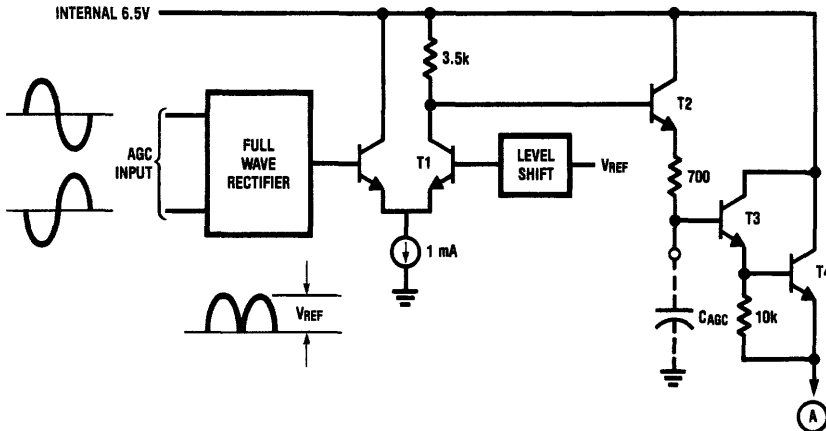 INTERNAL 6.5V
3.5k
T2
AGC
INPUT
FULL
WAVE
RECTIFIER
T1
LEVEL
SHIFT
VREF
700
T3
1 mA
T4
VREF
CAGC
10k
A